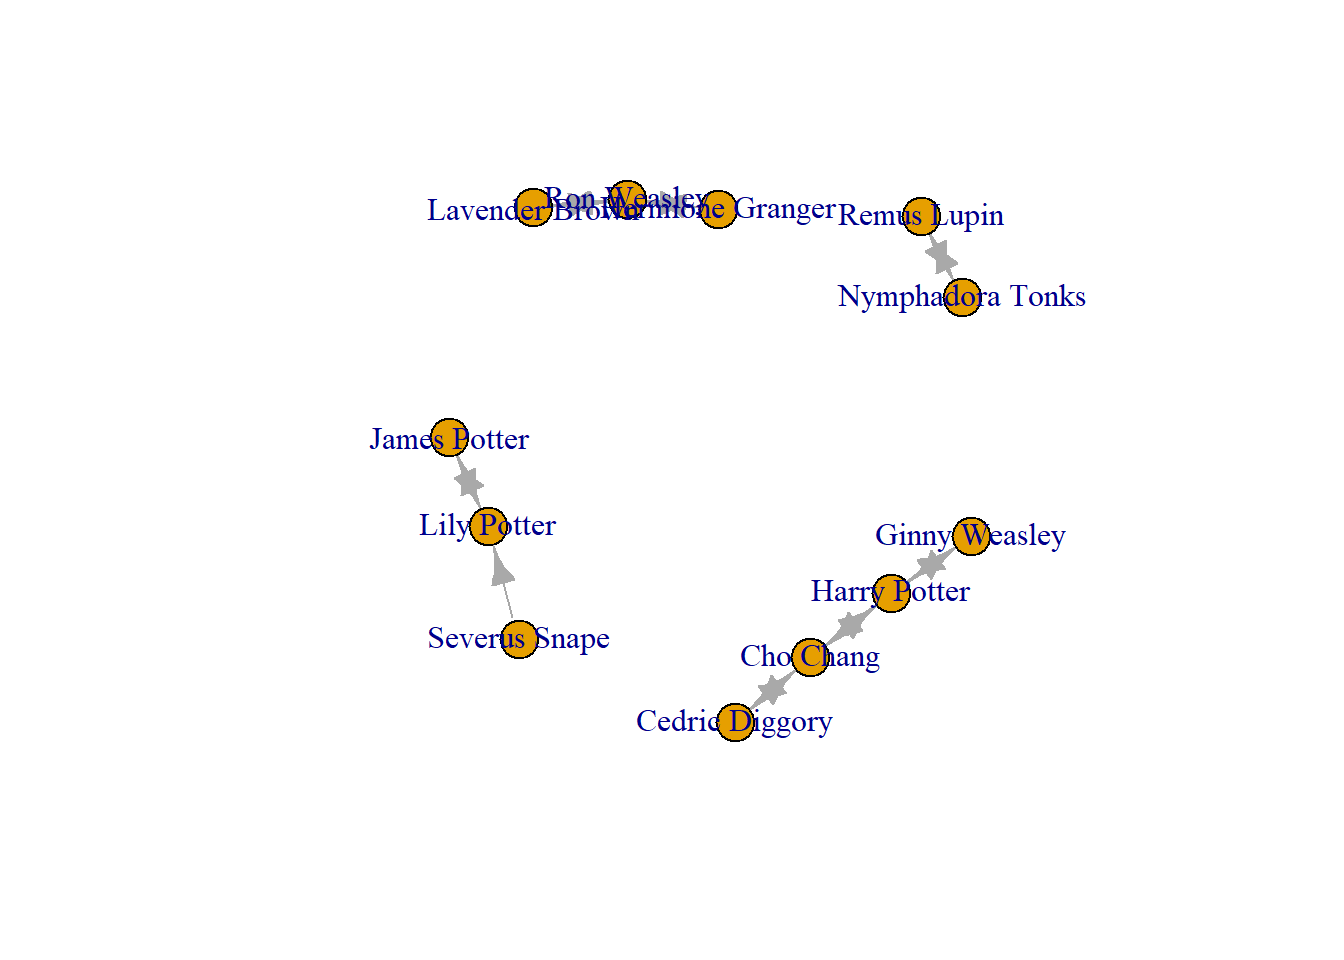 Ron Weasley
Lavender Brown
Hermione Granger
Remus Lupin
Nymphadora Tonks
James Potter
Lily Potter
Ginny Weasley
Harry Potter
Severus Snape
Cho Chang
Cedric Diggory